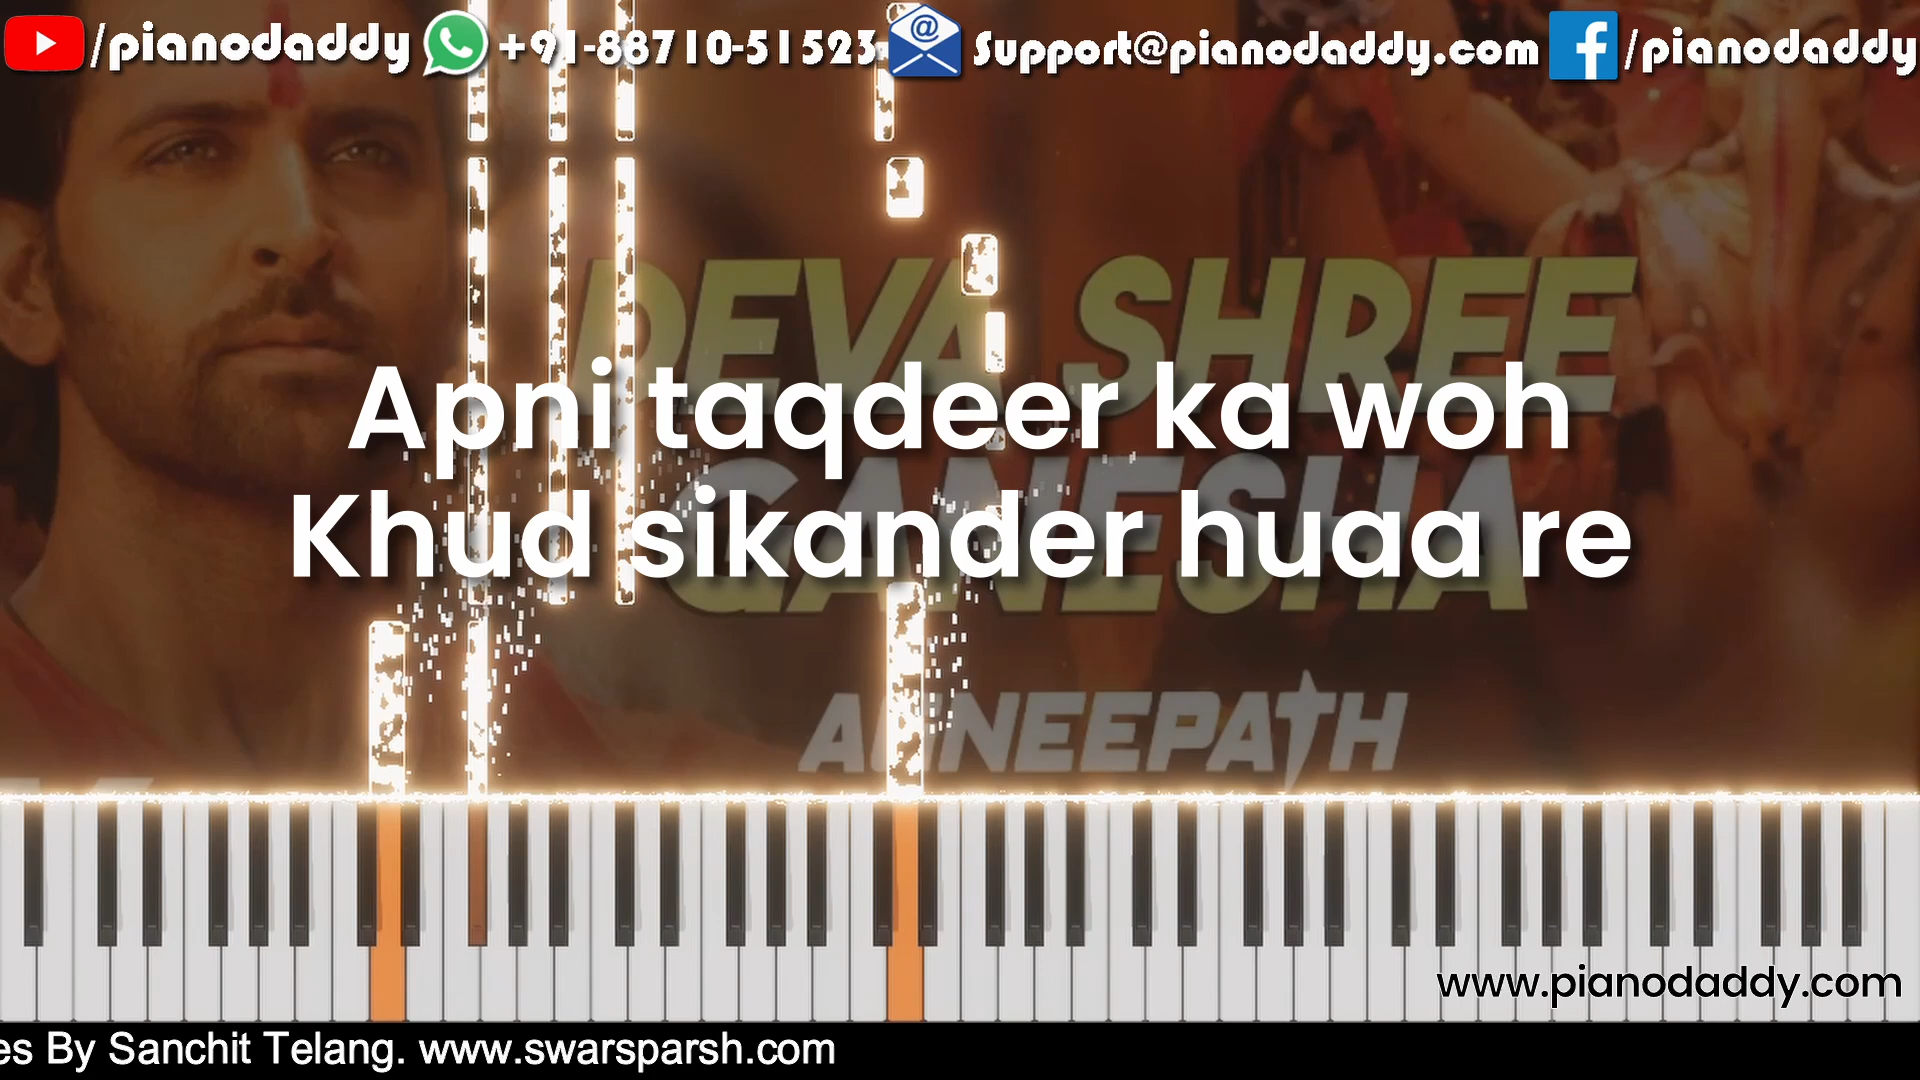 /pianodaddy +91-88710-51523 Support@pianodaddy.com /pianodaddy
DEVA SHREE
Apni taqdeer ka woh
GANESHA
Khud sikander huaa re
AGNEEPATH
www.pianodaddy.com
es By Sanchit Telang. www.swarsparsh.com